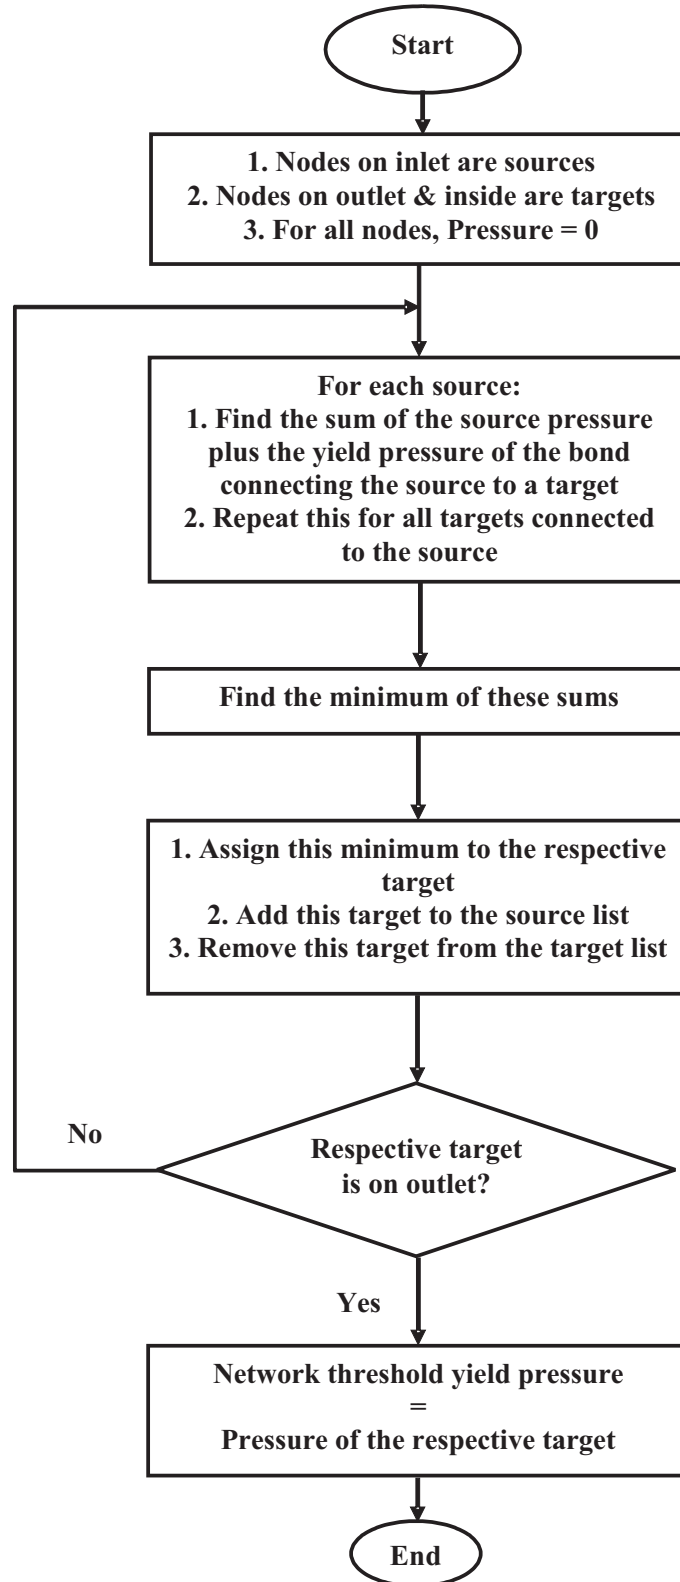 Start
1. Nodes on inlet are sources
2. Nodes on outlet & inside are targets
3. For all nodes, Pressure = 0
For each source:
1. Find the sum of the source pressure
plus the yield pressure of the bond
connecting the source to a target
2. Repeat this for all targets connected
to the source
Find the minimum of these sums
1. Assign this minimum to the respective
target
2. Add this target to the source list
3. Remove this target from the target list
No
Respective target
is on outlet?
Yes
Network threshold yield pressure
=
Pressure of the respective target
End